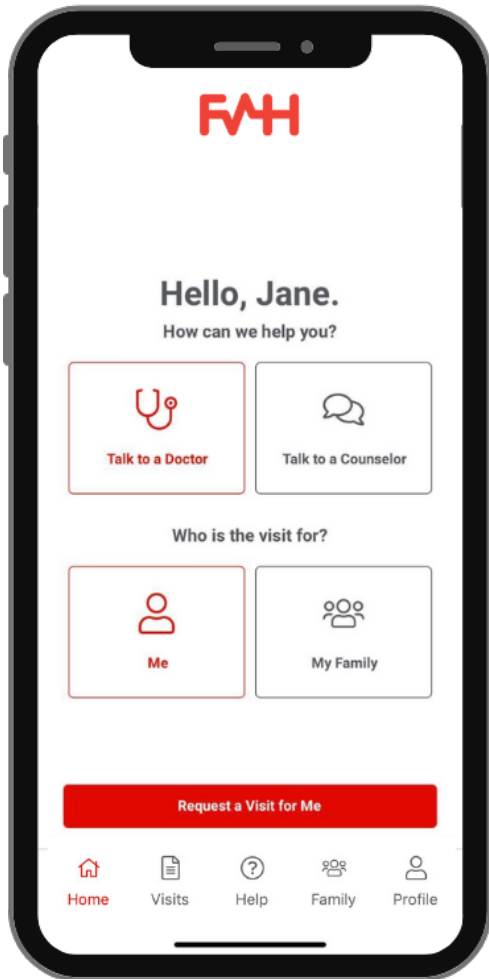 FAH
Hello, Jane.
How can we help you?
Talk to a Doctor
Talk to a Counselor
Who is the visit for?
Me
My Family
Request a Visit for Me
Home
Visits
Help
Family
Profile